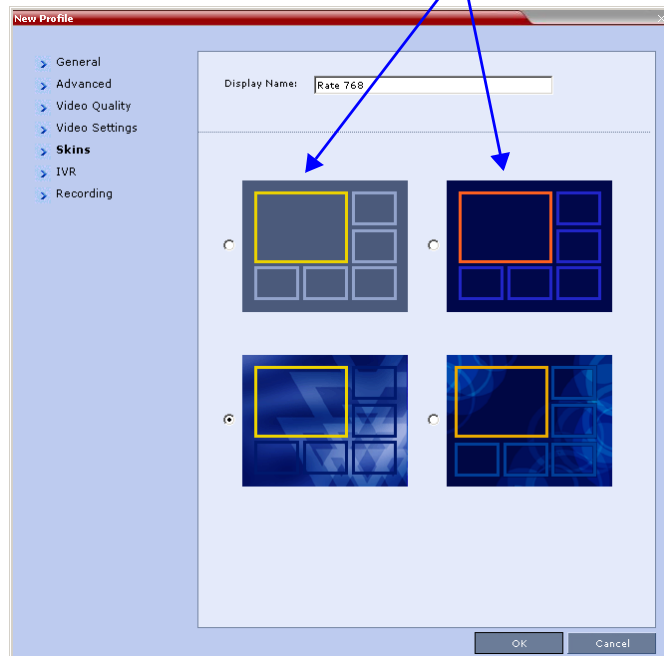 New Profile
General
Advanced
Video Quality
Video Settings
Skins
IVR
Recording
Display Name: Rate 768
OK Cancel